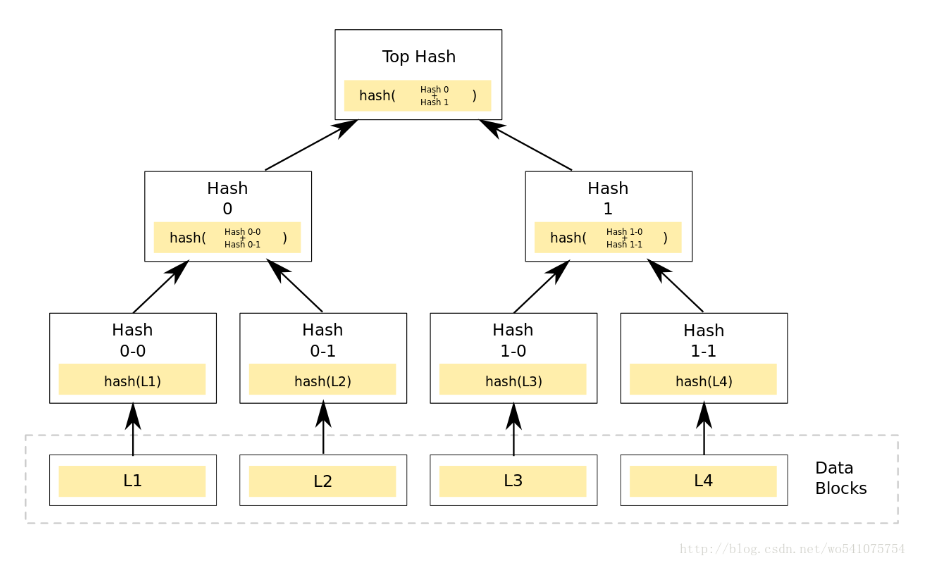 Top Hash
hash( Hash 0 + Hash 1 )
Hash
0
hash( Hash 0-0 + Hash 0-1 )
Hash
1
hash( Hash 1-0 + Hash 1-1 )
Hash
0-0
hash(L1)
Hash
0-1
hash(L2)
Hash
1-0
hash(L3)
Hash
1-1
hash(L4)
L1
L2
L3
L4
Data
Blocks
http://blog.csdn.net/wo541075754